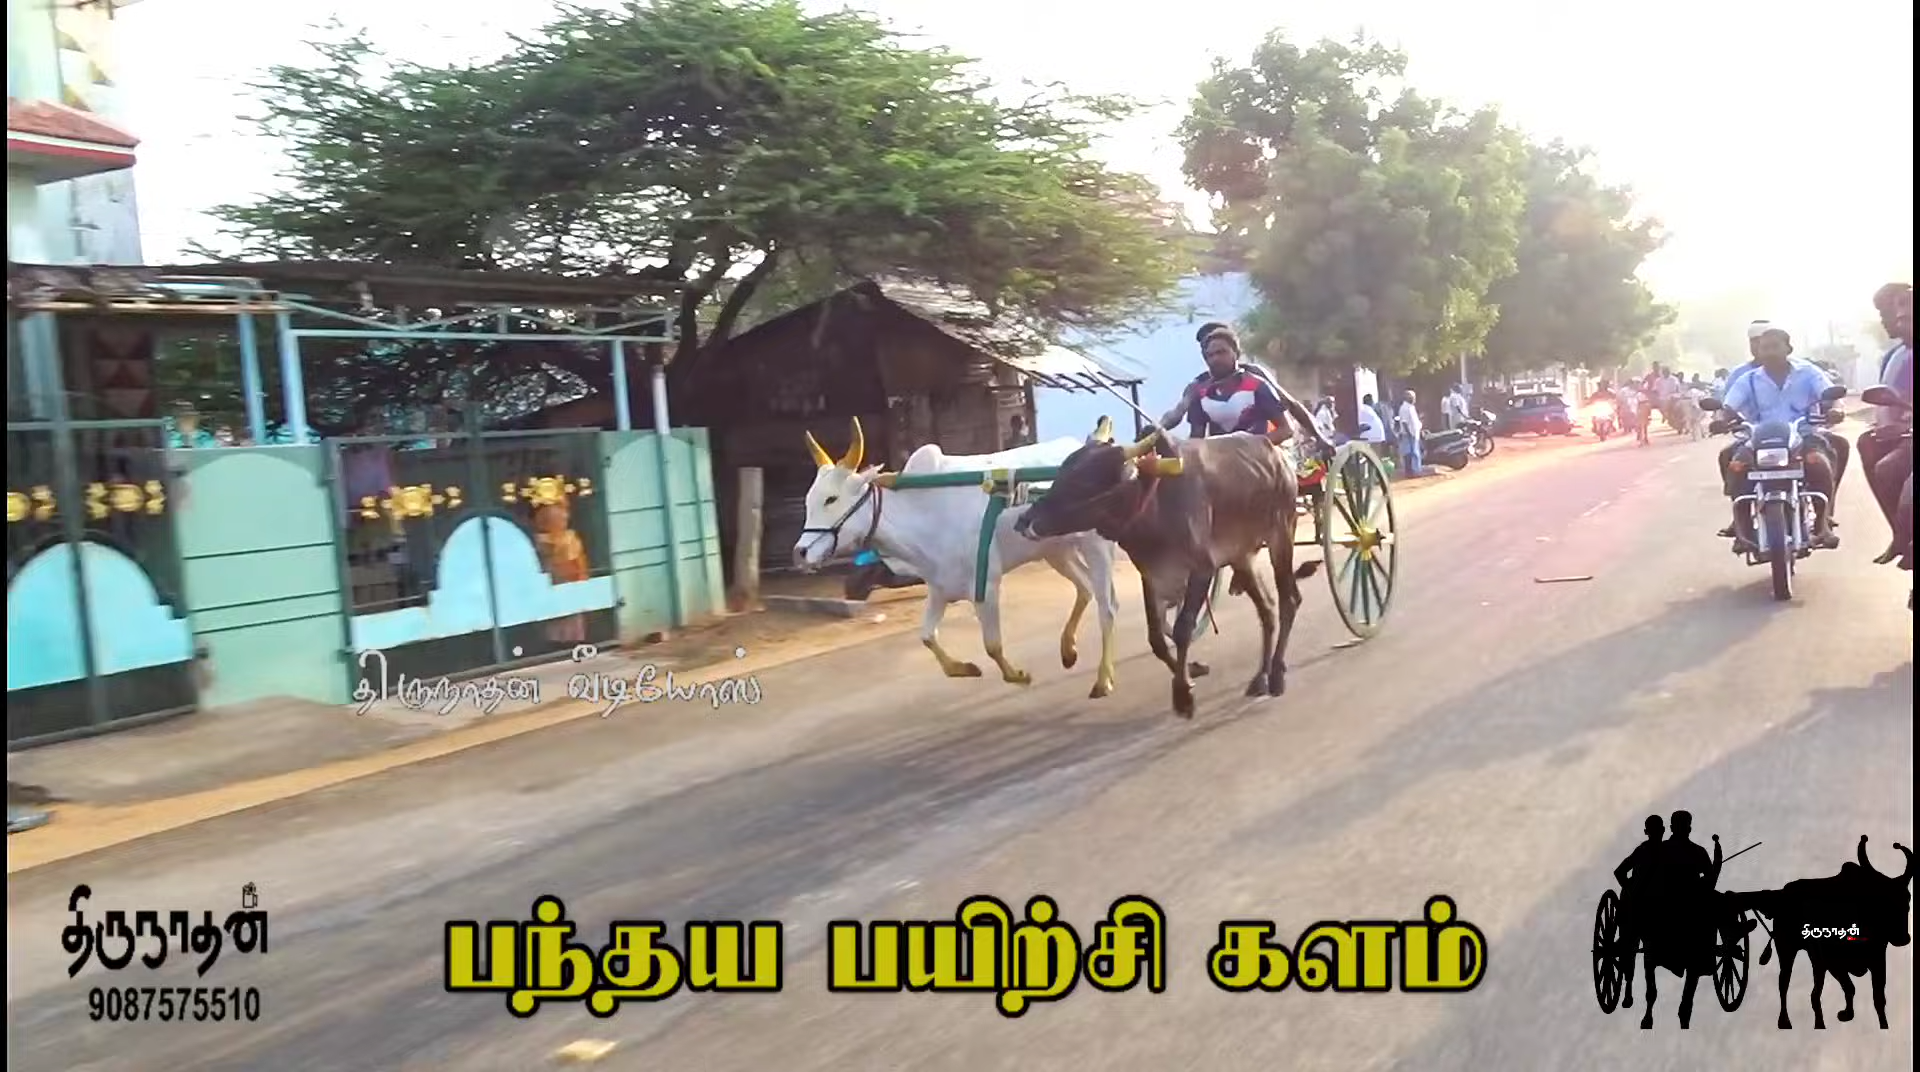 திருநாதன் வீடியோஸ்
திருநாதன்
9087575510
பந்தய பயிற்சி களம்
திருநாதன்